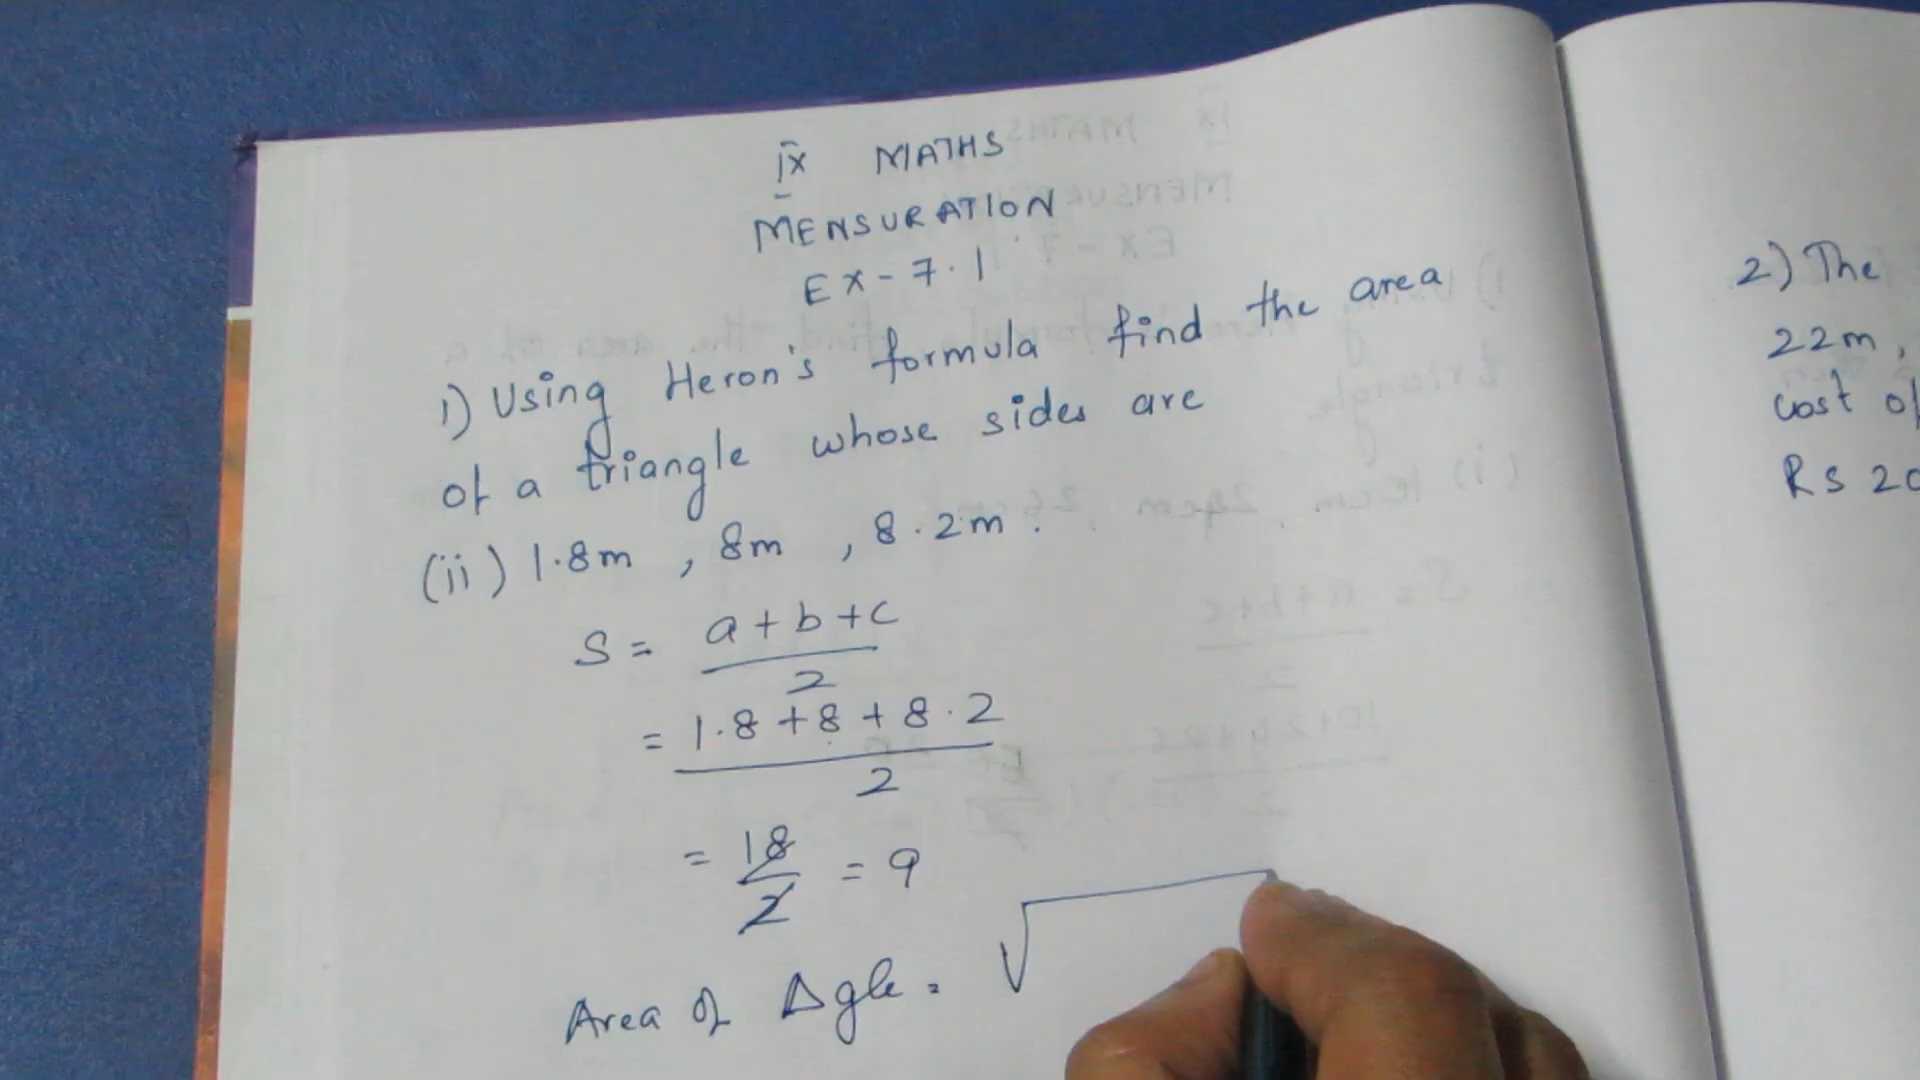 IX MATHS
MENSURATION
EX-7.1
1) Using Heron's formula find the area
of a triangle whose sides are
(ii) 1.8m , 8m , 8.2m.
S = a+b+c
2
= 1.8+8+8.2
2
= 18 = 9
2
Area of Δgle = √
2) The
22m,
cost of
Rs 20